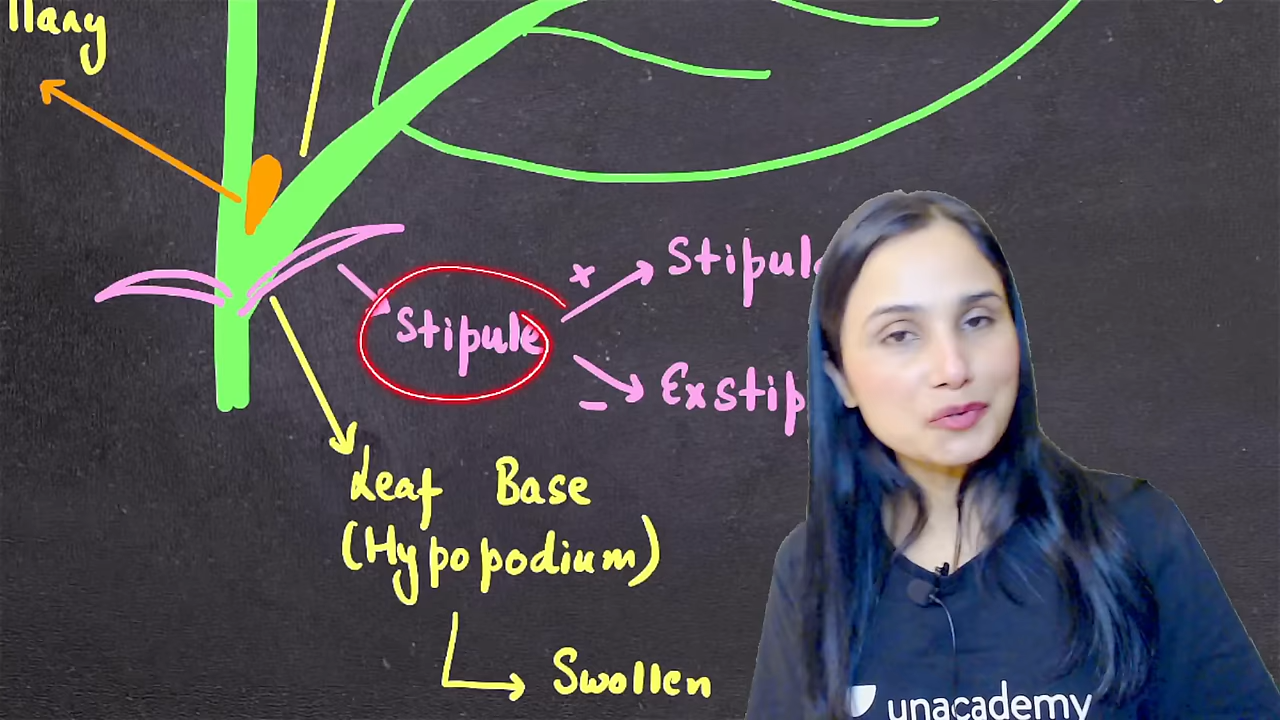 llary
Stipul
Stipule
+
Exstip
-
Leaf Base
(Hypopodium)
Swollen
unacademy